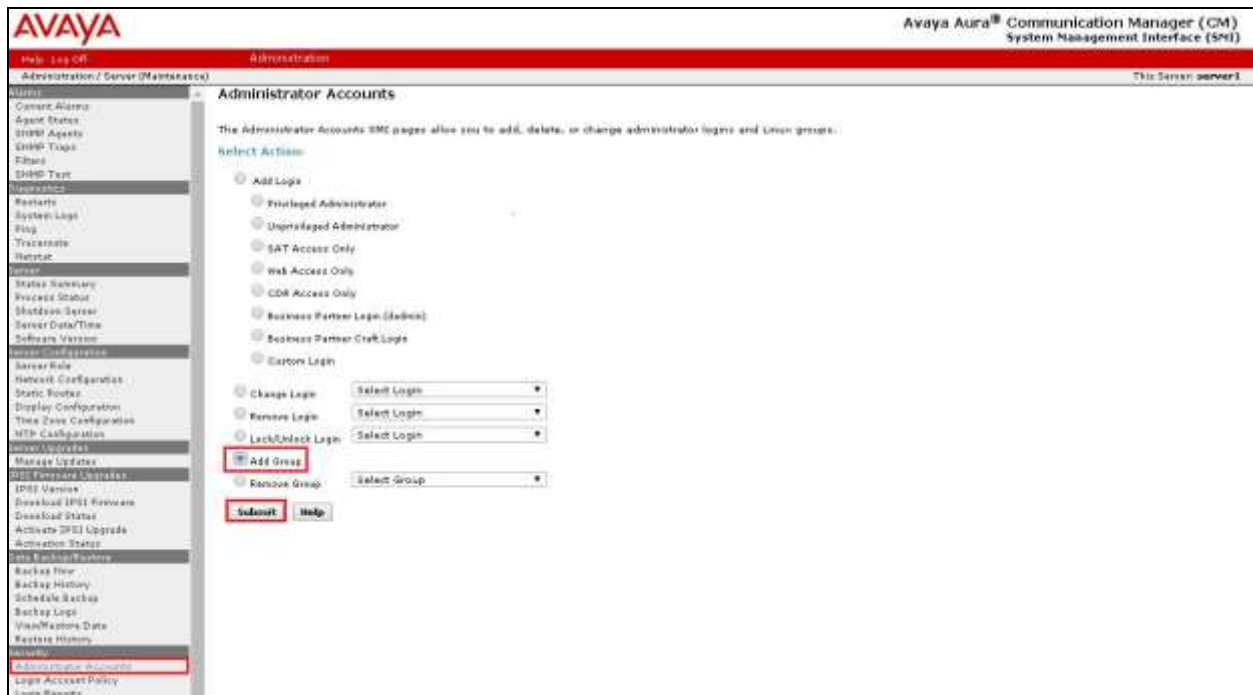 AVAYA
Avaya Aura® Communication Manager (CM)
System Management Interface (SMI)
Help Log Off
Administration
Administration / Server (Maintenance)
This Server: server1
Alarms
Current Alarms
Agent Status
SNMP Agents
SNMP Traps
Filters
SNMP Test
Diagnostics
Restarts
System Logs
Ping
Traceroute
Netstat
Server
Status Summary
Process Status
Shutdown Server
Server Date/Time
Software Version
Server Configuration
Server Role
Network Configuration
Static Routes
Display Configuration
Time Zone Configuration
NTP Configuration
Server Upgrades
Manage Updates
IPSI Firmware Upgrades
IPSI Version
Download IPSI Firmware
Download Status
Activate IPSI Upgrade
Activation Status
Data Backup/Restore
Backup Now
Backup History
Schedule Backup
Backup Logs
View/Restore Data
Restore History
Security
Administrator Accounts
Login Account Policy
Login Reports
Administrator Accounts
The Administrator Accounts SMI pages allow you to add, delete, or change administrator logins and Linux groups.
Select Action:
Add Login
Privileged Administrator
Unprivileged Administrator
SAT Access Only
Web Access Only
CDR Access Only
Business Partner Login (dadmin)
Business Partner Craft Login
Custom Login
Change Login Select Login
Remove Login Select Login
Lock/Unlock Login Select Login
Add Group
Remove Group Select Group
Submit Help